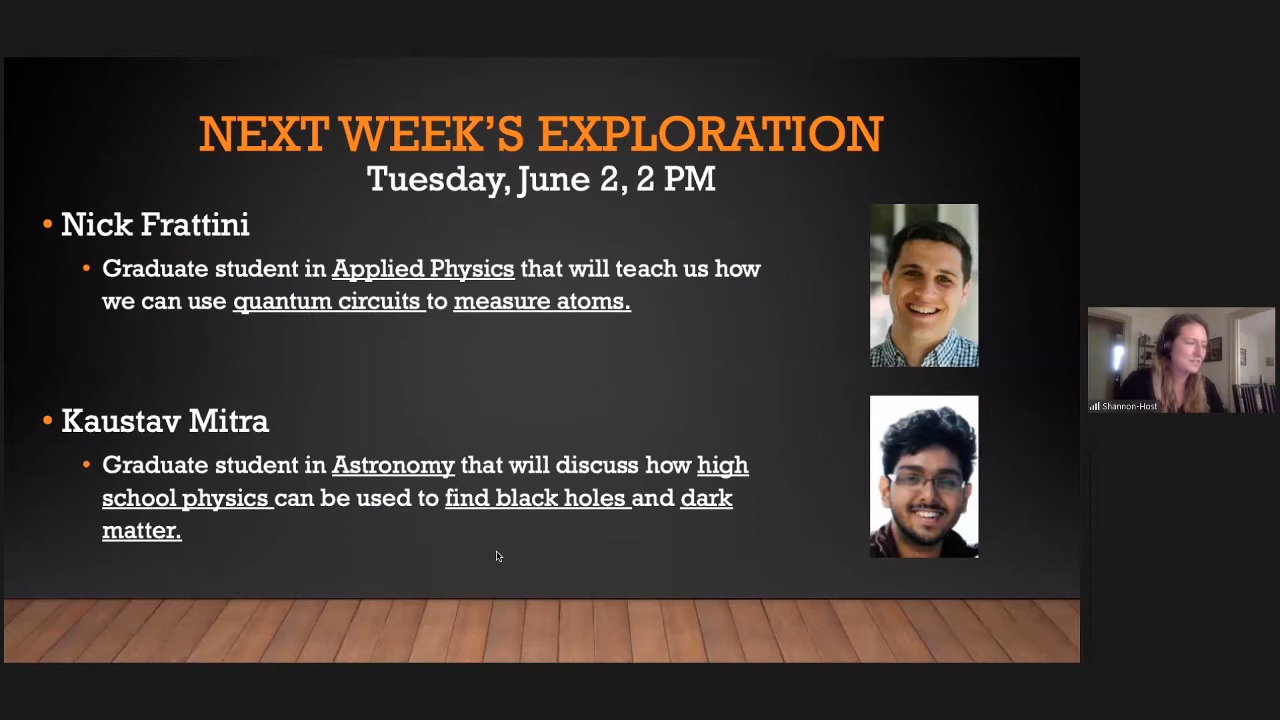 NEXT WEEK'S EXPLORATION
Tuesday, June 2, 2 PM
• Nick Frattini
• Graduate student in Applied Physics that will teach us how
we can use quantum circuits to measure atoms.
• Kaustav Mitra
• Graduate student in Astronomy that will discuss how high
school physics can be used to find black holes and dark
matter.
Shannon-Host